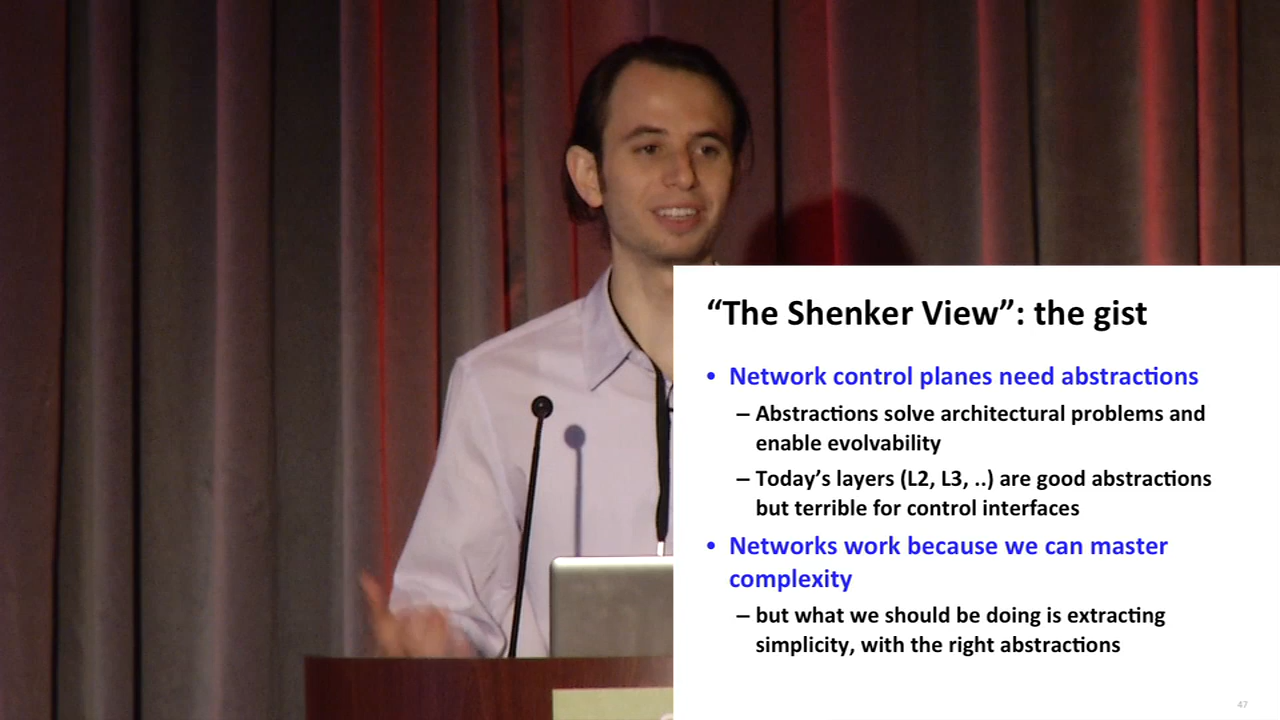 “The Shenker View”: the gist
• Network control planes need abstractions
– Abstractions solve architectural problems and
enable evolvability
– Today’s layers (L2, L3, ..) are good abstractions
but terrible for control interfaces
• Networks work because we can master
complexity
– but what we should be doing is extracting
simplicity, with the right abstractions
47